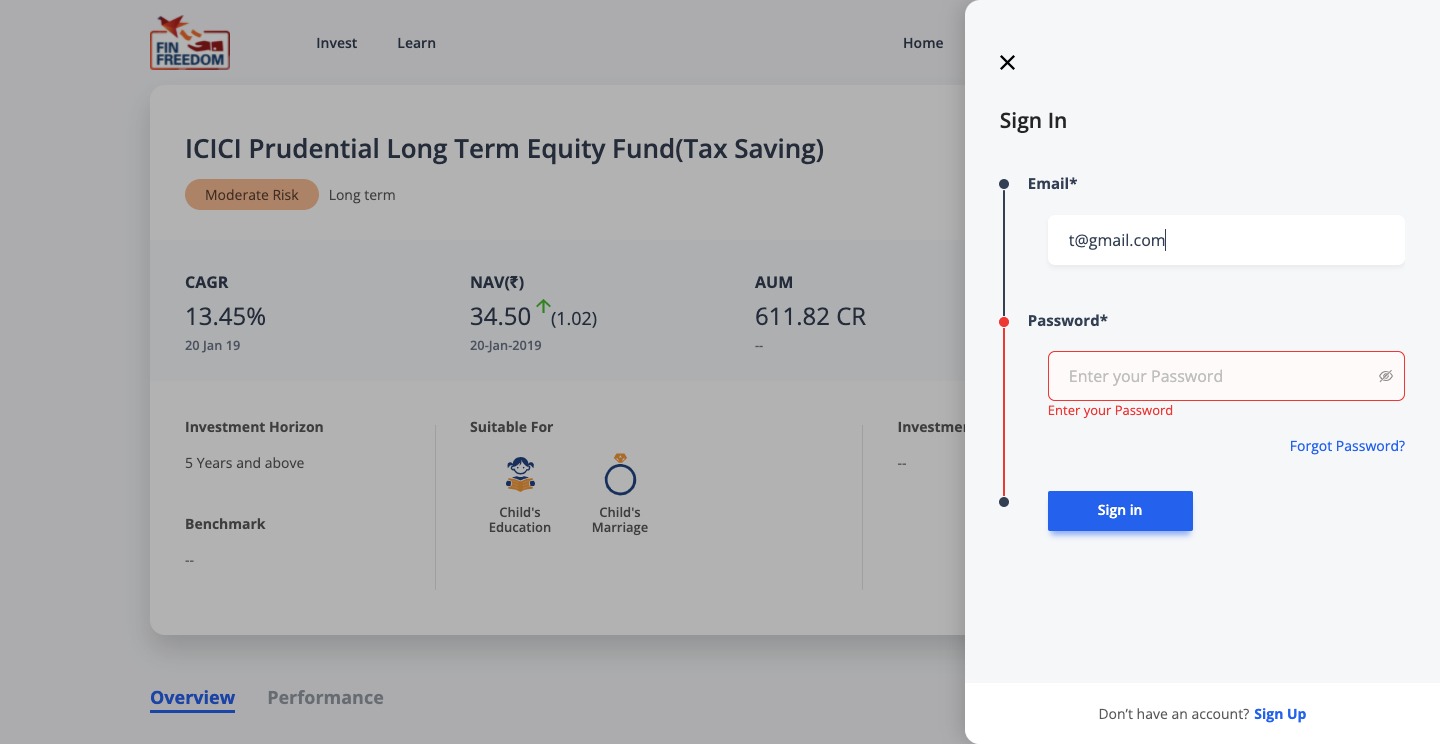 FIN
FREEDOM
Invest
Learn
Home
ICICI Prudential Long Term Equity Fund(Tax Saving)
Moderate Risk
Long term
CAGR
13.45%
20 Jan 19
NAV(₹)
34.50 (1.02)
20-Jan-2019
AUM
611.82 CR
--
Investment Horizon
5 Years and above
Benchmark
--
Suitable For
Child's
Education
Child's
Marriage
Investmen
--
Overview
Performance
Sign In
Email*
t@gmail.com
Password*
Enter your Password
Enter your Password
Forgot Password?
Sign in
Don't have an account? Sign Up